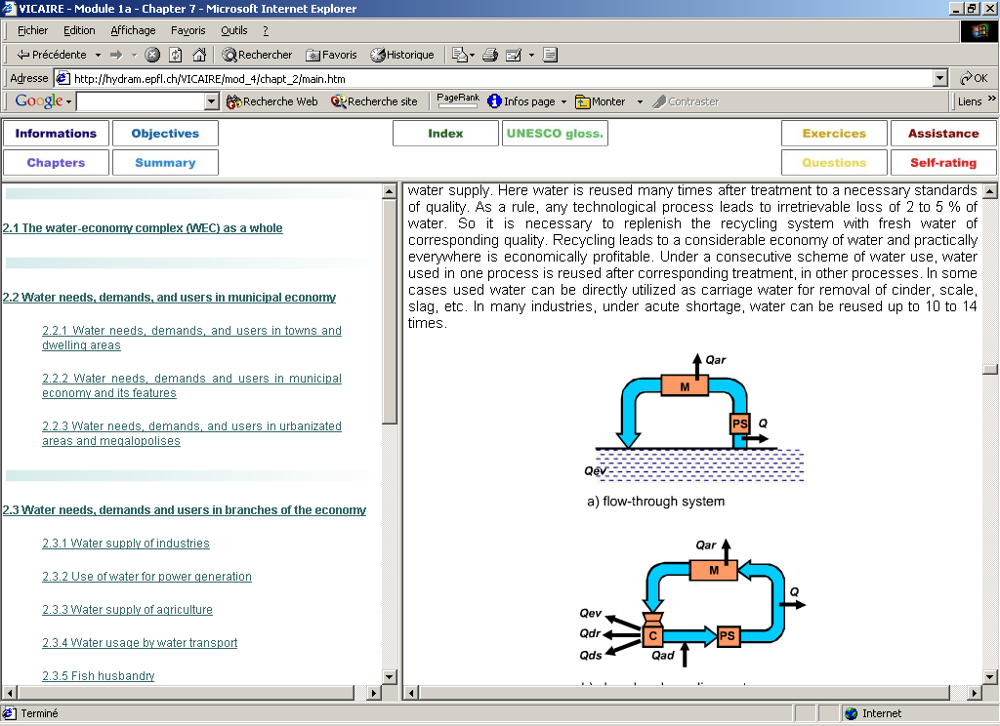 VICAIRE - Module 1a - Chapter 7 - Microsoft Internet Explorer
Fichier Edition Affichage Favoris Outils ?
Précédente Rechercher Favoris Historique
Adresse http://hydram.epfl.ch/VICAIRE/mod_4/chapt_2/main.htm OK
Google Recherche Web Recherche site PageRank Infos page Monter Contraster Liens »
Informations Objectives Index UNESCO gloss. Exercices Assistance
Chapters Summary Questions Self-rating
2.1 The water-economy complex (WEC) as a whole
2.2 Water needs, demands, and users in municipal economy
2.2.1 Water needs, demands, and users in towns and
dwelling areas
2.2.2 Water needs, demands and users in municipal
economy and its features
2.2.3 Water needs, demands, and users in urbanizated
areas and megalopolises
2.3 Water needs, demands and users in branches of the economy
2.3.1 Water supply of industries
2.3.2 Use of water for power generation
2.3.3 Water supply of agriculture
2.3.4 Water usage by water transport
2.3.5 Fish husbandry
water supply. Here water is reused many times after treatment to a necessary standards
of quality. As a rule, any technological process leads to irretrievable loss of 2 to 5 % of
water. So it is necessary to replenish the recycling system with fresh water of
corresponding quality. Recycling leads to a considerable economy of water and practically
everywhere is economically profitable. Under a consecutive scheme of water use, water
used in one process is reused after corresponding treatment, in other processes. In some
cases used water can be directly utilized as carriage water for removal of cinder, scale,
slag, etc. In many industries, under acute shortage, water can be reused up to 10 to 14
times.
Qar
M
PS Q
Qev
a) flow-through system
Qar
M
Q
Qev
Qdr C PS
Qds Qad
Terminé Internet